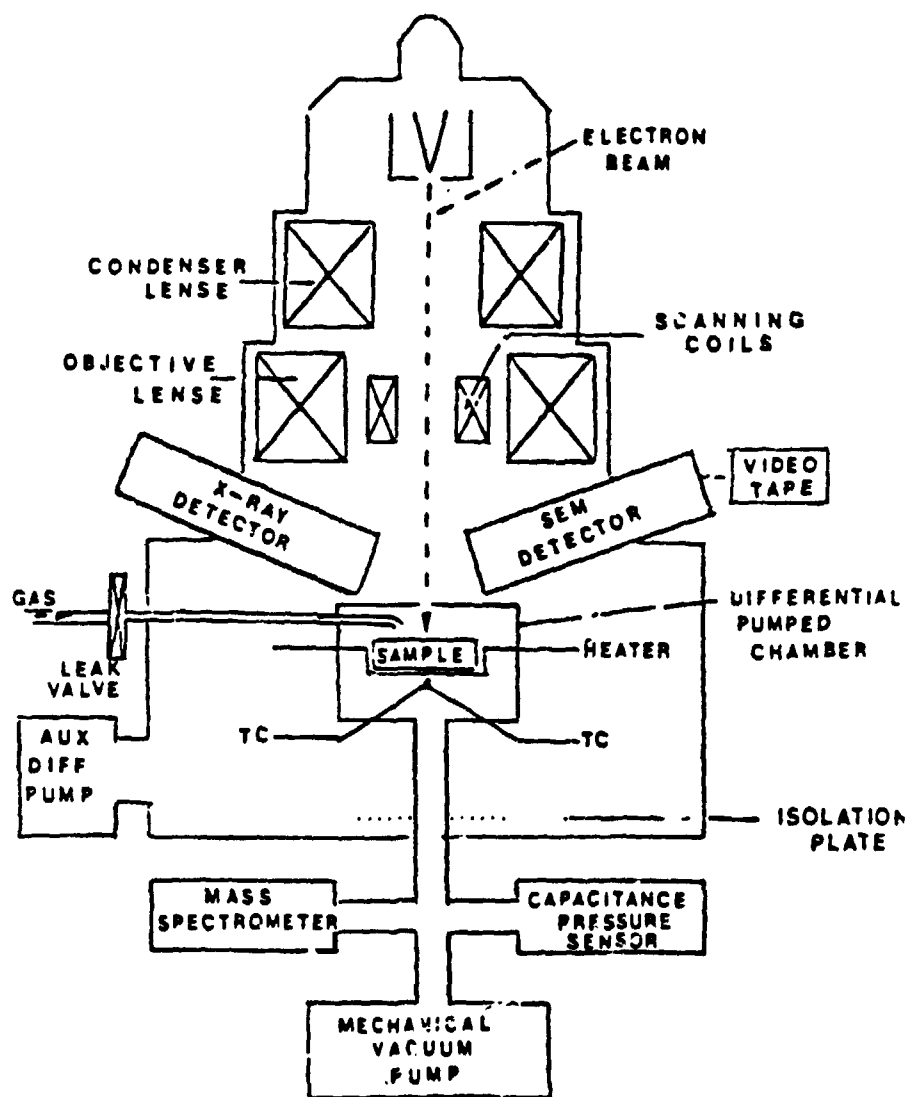 ELECTRON
BEAM
CONDENSER
LENSE
SCANNING
COILS
OBJECTIVE
LENSE
X-RAY
DETECTOR
SEM
DETECTOR
VIDEO
TAPE
GAS
LEAK
VALVE
SAMPLE
HEATER
DIFFERENTIAL
PUMPED
CHAMBER
TC
TC
AUX
DIFF
PUMP
ISOLATION
PLATE
MASS
SPECTROMETER
CAPACITANCE
PRESSURE
SENSOR
MECHANICAL
VACUUM
PUMP